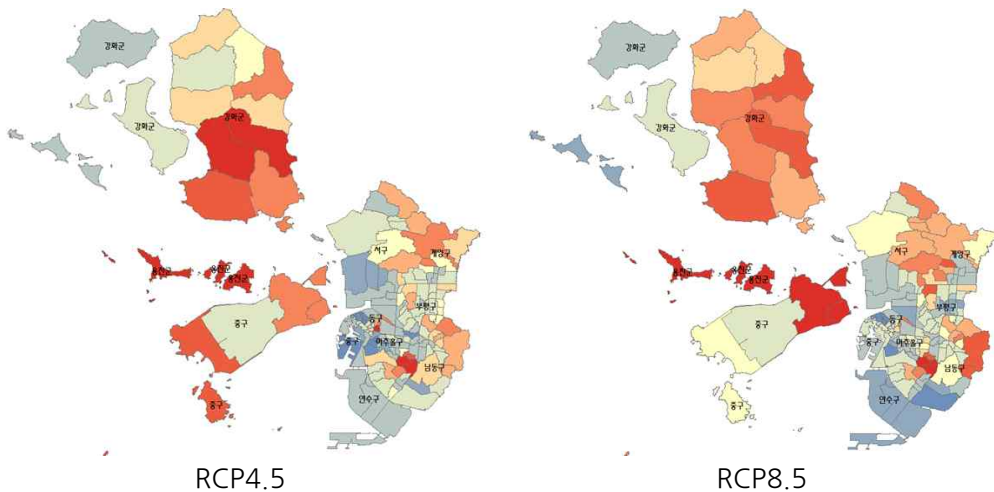 강화군
강화군
강화군
서구
계양구
옹진군
옹진군
옹진군
부평구
중구
동구
중구
미추홀구
남동구
중구
연수구
강화군
강화군
강화군
서구
계양구
옹진군
옹진군
옹진군
부평구
중구
동구
중구
미추홀구
남동구
중구
연수구
RCP4.5
RCP8.5